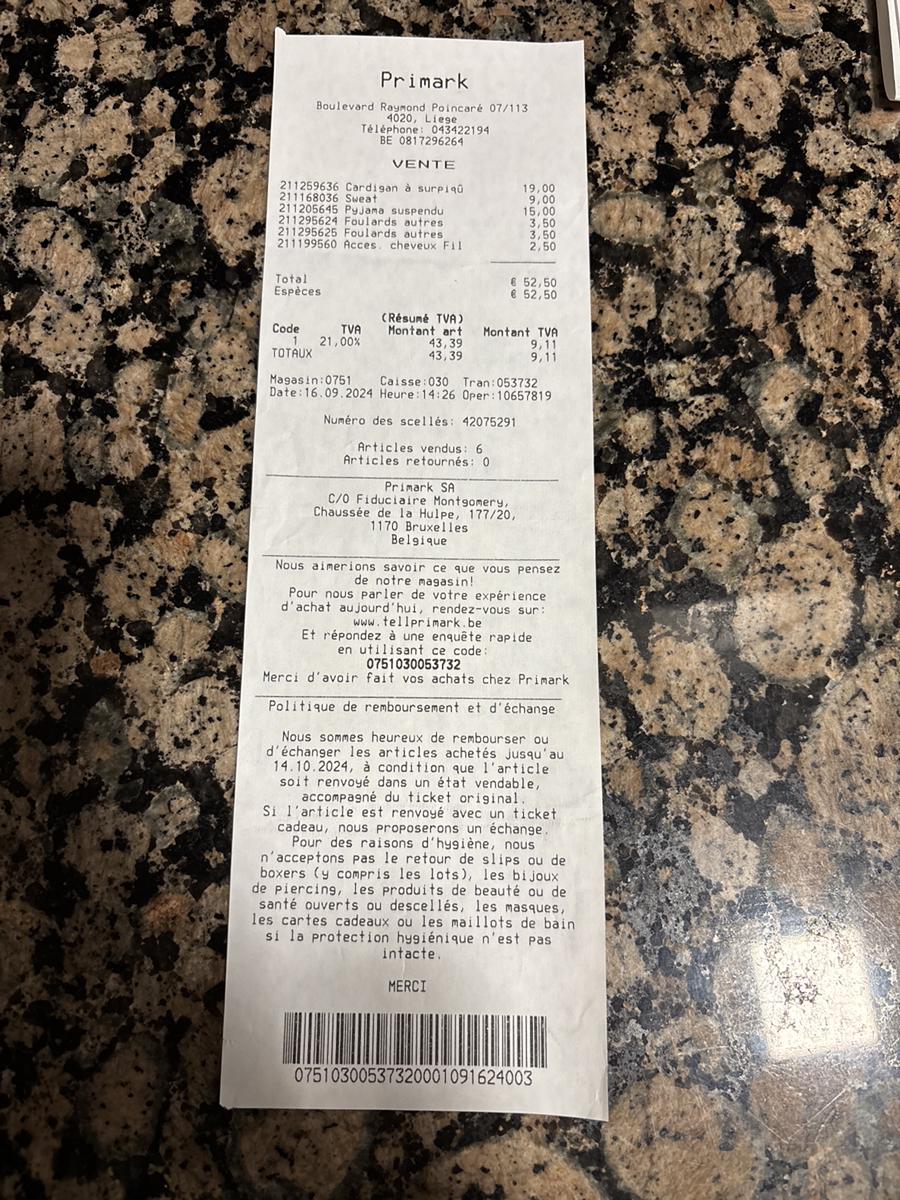 Primark
Boulevard Raymond Poincaré 07/113
4020, Liege
Téléphone: 043422194
BE 0817296264
VENTE
211259636 Cardigan à surpiqû 19,00
211168036 Sweat 9,00
211205645 Pyjama suspendu 15,00
211295624 Foulards autres 3,50
211295625 Foulards autres 3,50
211199560 Acces. cheveux Fil 2,50
Total € 52,50
Espèces € 52,50
(Résumé TVA)
Code TVA Montant art Montant TVA
1 21,00% 43,39 9,11
TOTAUX 43,39 9,11
Magasin:0751 Caisse:030 Tran:053732
Date:16.09.2024 Heure:14:26 Oper:10657819
Numéro des scellés: 42075291
Articles vendus: 6
Articles retournés: 0
Primark SA
C/O Fiduciaire Montgomery,
Chaussée de la Hulpe, 177/20,
1170 Bruxelles
Belgique
Nous aimerions savoir ce que vous pensez
de notre magasin!
Pour nous parler de votre expérience
d'achat aujourd'hui, rendez-vous sur:
www.tellprimark.be
Et répondez à une enquête rapide
en utilisant ce code:
0751030053732
Merci d'avoir fait vos achats chez Primark
Politique de remboursement et d'échange
Nous sommes heureux de rembourser ou
d'échanger les articles achetés jusqu'au
14.10.2024, à condition que l'article
soit renvoyé dans un état vendable,
accompagné du ticket original.
Si l'article est renvoyé avec un ticket
cadeau, nous proposerons un échange.
Pour des raisons d'hygiène, nous
n'acceptons pas le retour de slips ou de
boxers (y compris les lots), les bijoux
de piercing, les produits de beauté ou de
santé ouverts ou descellés, les masques,
les cartes cadeaux ou les maillots de bain
si la protection hygiénique n'est pas
intacte.
MERCI
07510300537320001091624003